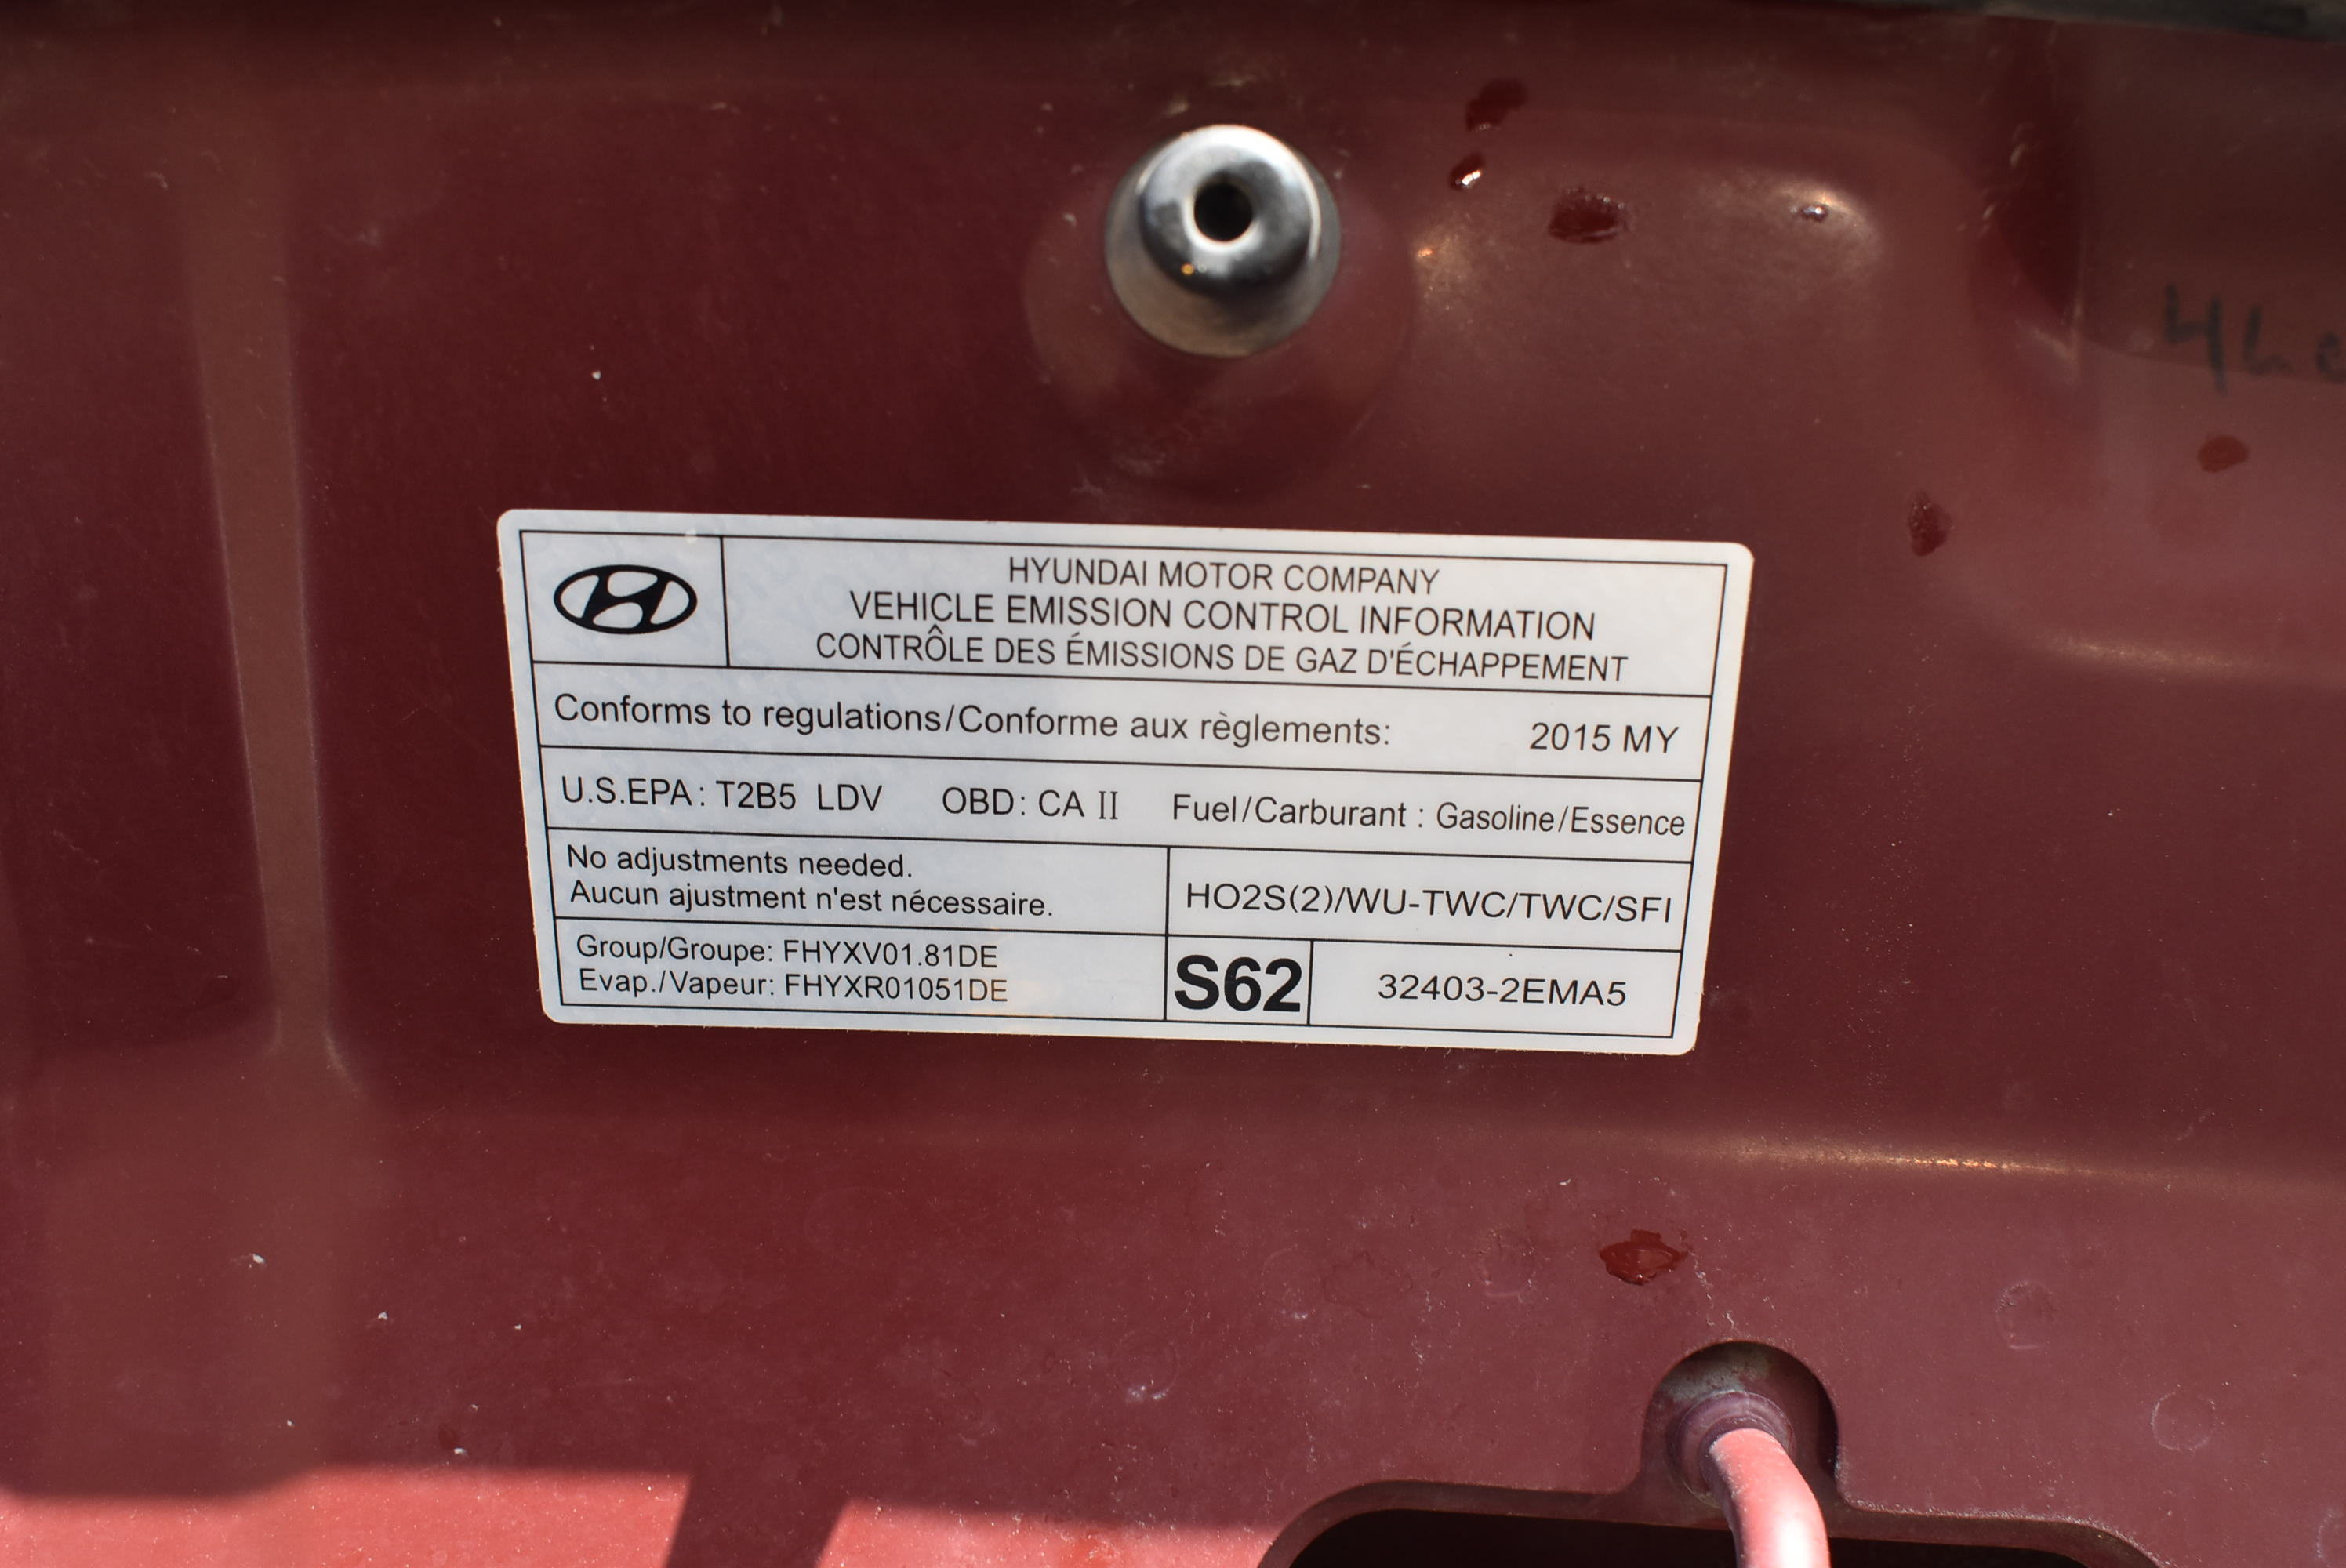 HYUNDAI MOTOR COMPANY
VEHICLE EMISSION CONTROL INFORMATION
CONTRÔLE DES ÉMISSIONS DE GAZ D'ÉCHAPPEMENT
Conforms to regulations/Conforme aux règlements: 2015 MY
U.S.EPA: T2B5 LDV OBD: CA II Fuel/Carburant : Gasoline/Essence
No adjustments needed.
Aucun ajustment n'est nécessaire.
HO2S(2)/WU-TWC/TWC/SFI
Group/Groupe: FHYXV01.81DE
Evap./Vapeur: FHYXR01051DE
S62
32403-2EMA5